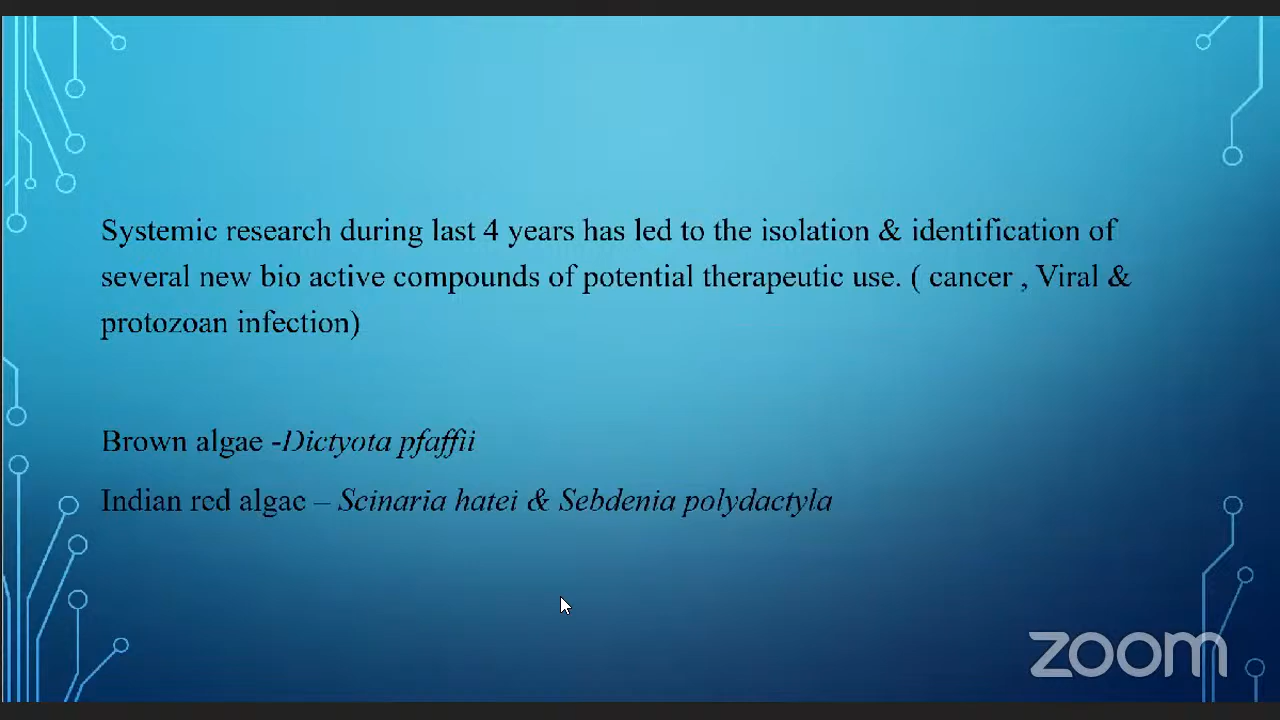 Systemic research during last 4 years has led to the isolation & identification of
several new bio active compounds of potential therapeutic use. ( cancer , Viral &
protozoan infection)
Brown algae -Dictyota pfaffii
Indian red algae – Scinaria hatei & Sebdenia polydactyla
zoom